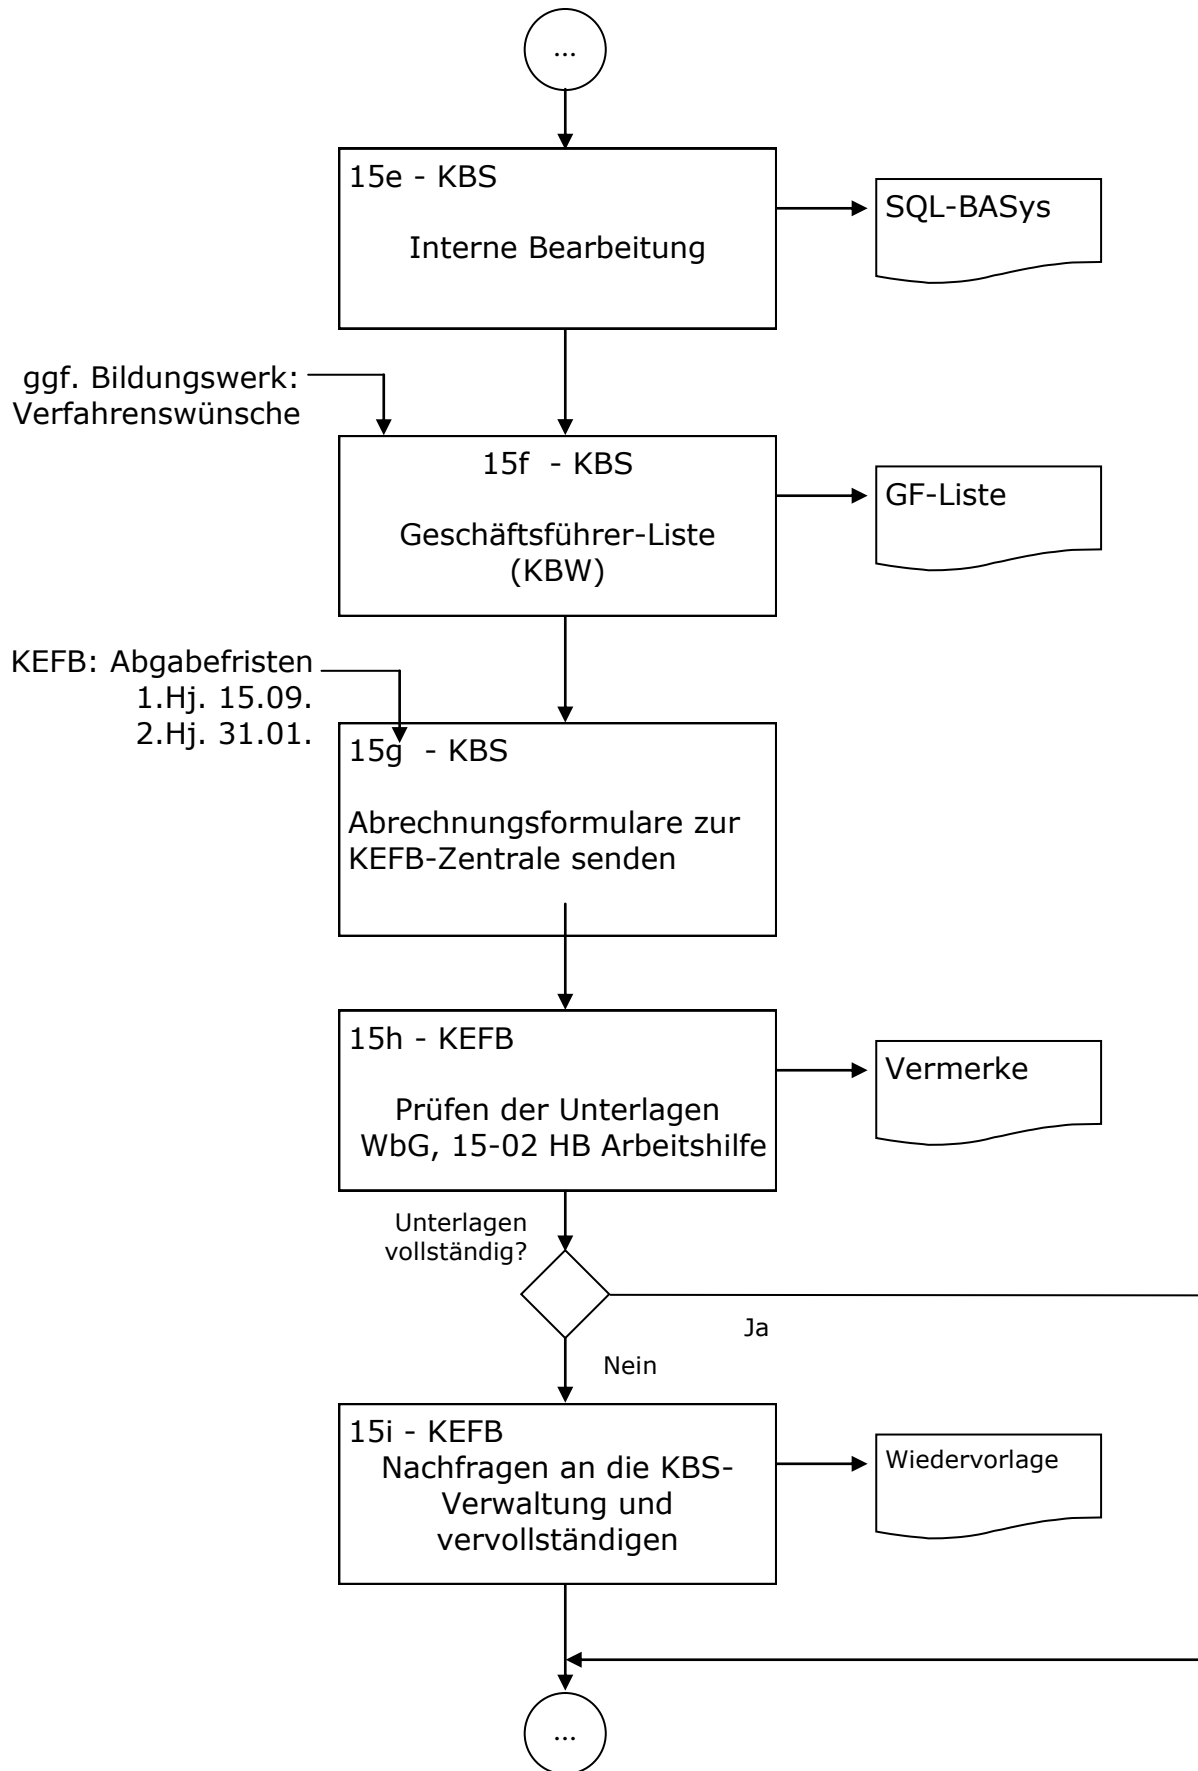 ...
15e - KBS
Interne Bearbeitung
SQL-BASys
ggf. Bildungswerk:
Verfahrenswünsche
15f - KBS
Geschäftsführer-Liste
(KBW)
GF-Liste
KEFB: Abgabefristen
1.Hj. 15.09.
2.Hj. 31.01.
15g - KBS
Abrechnungsformulare zur
KEFB-Zentrale senden
15h - KEFB
Prüfen der Unterlagen
WbG, 15-02 HB Arbeitshilfe
Vermerke
Unterlagen
vollständig?
Ja
Nein
15i - KEFB
Nachfragen an die KBS-
Verwaltung und
vervollständigen
Wiedervorlage
...